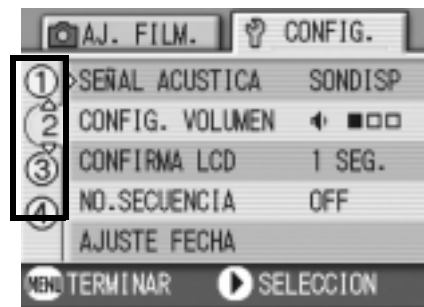 AJ. FILM. CONFIG.
1 SEÑAL ACUSTICA SONDISP
2 CONFIG. VOLUMEN
3 CONFIRMA LCD 1 SEG.
4 NO.SECUENCIA OFF
AJUSTE FECHA
MENU TERMINAR SELECCION